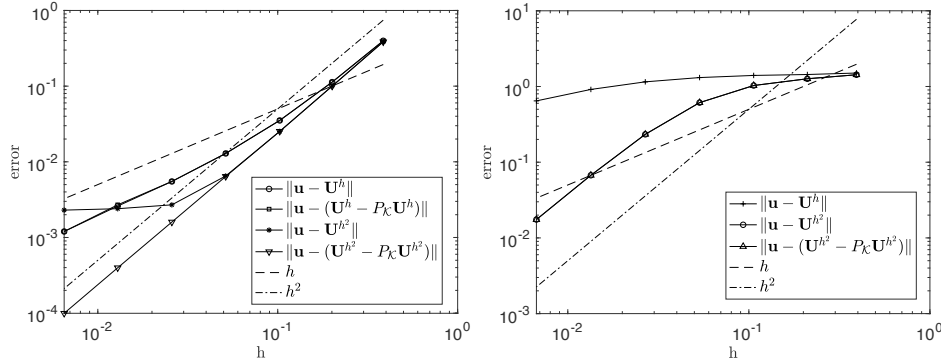 10^0
10^{-1}
10^{-2}
10^{-3}
10^{-4}
error
10^{-2}
10^{-1}
10^0
h
‖u − U^h‖
‖u − (U^h − P_𝒦U^h)‖
‖u − U^{h^2}‖
‖u − (U^{h^2} − P_𝒦U^{h^2})‖
h
h^2
10^1
10^0
10^{-1}
10^{-2}
10^{-3}
error
10^{-2}
10^{-1}
10^0
h
‖u − U^h‖
‖u − U^{h^2}‖
‖u − (U^{h^2} − P_𝒦U^{h^2})‖
h
h^2